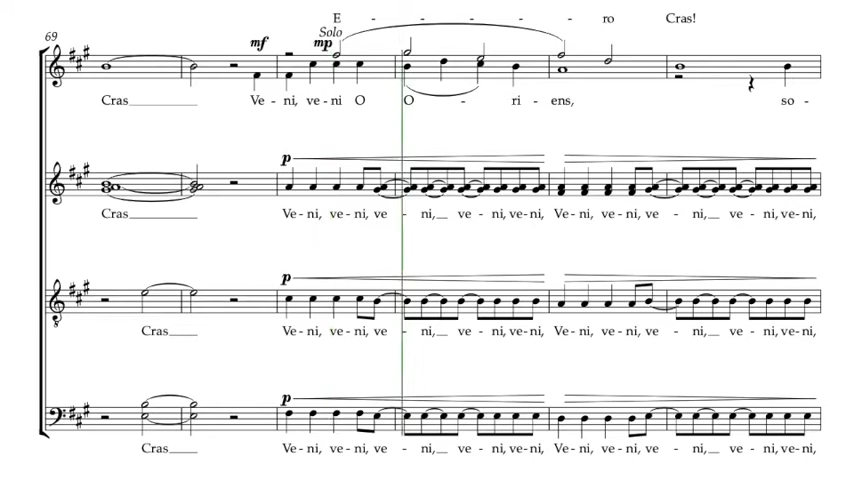 E - - - - - ro Cras!
69 mf mp Solo
Cras Ve - ni, ve - ni O O - ri - ens, so -
p
Cras Ve - ni, ve - ni, ve - ni, ve - ni, ve - ni, Ve - ni, ve - ni, ve - ni, ve - ni, ve - ni,
p
Cras Ve - ni, ve - ni, ve - ni, ve - ni, ve - ni, Ve - ni, ve - ni, ve - ni, ve - ni, ve - ni,
p
Cras Ve - ni, ve - ni, ve - ni, ve - ni, ve - ni, Ve - ni, ve - ni, ve - ni, ve - ni, ve - ni,